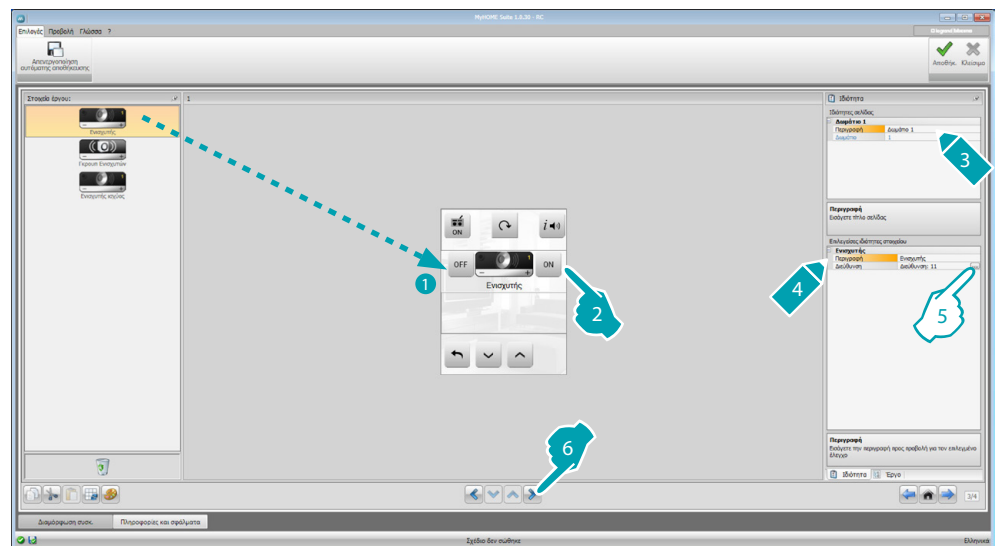 MyHOME Suite 1.0.30 - RC
Επιλογές Προβολή Γλώσσα ?
Απενεργοποίηση
αυτόματης αποθήκευσης
Αποθήκ. Κλείσιμο
Στοιχεία έργου:
1
Ενισχυτής
Γκρουπ Ενισχυτών
Ενισχυτής ισχύος
ON
i
OFF
ON
Ενισχυτής
1
2
Ιδιότητα
Ιδιότητες σελίδας
Δωμάτιο 1
Περιγραφή Δωμάτιο 1
Δωμάτιο 1
3
Περιγραφή
Εισάγετε τίτλο σελίδας
Επιλεγείσες ιδιότητες στοιχείου
Ενισχυτής
Περιγραφή Ενισχυτής
Διεύθυνση Διεύθυνση: 11 ...
4
5
6
Περιγραφή
Εισάγετε την περιγραφή προς προβολή για τον επιλεγμένο
έλεγχο
Ιδιότητα Έργο
3/4
Διαμόρφωση συσκ. Πληροφορίες και σφάλματα
Σχέδιο δεν σώθηκε
Ελληνικά